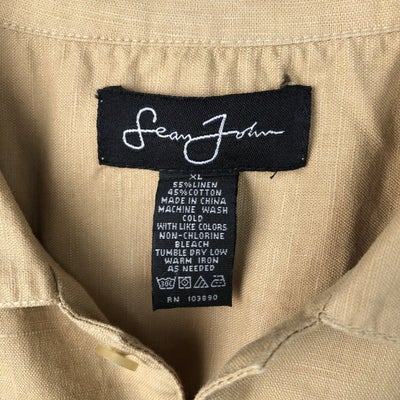 Sean John
XL
55%LINEN
45%COTTON
MADE IN CHINA
MACHINE WASH
COLD
WITH LIKE COLORS
NON-CHLORINE
BLEACH
TUMBLE DRY LOW
WARM IRON
AS NEEDED
30C
RN 103890